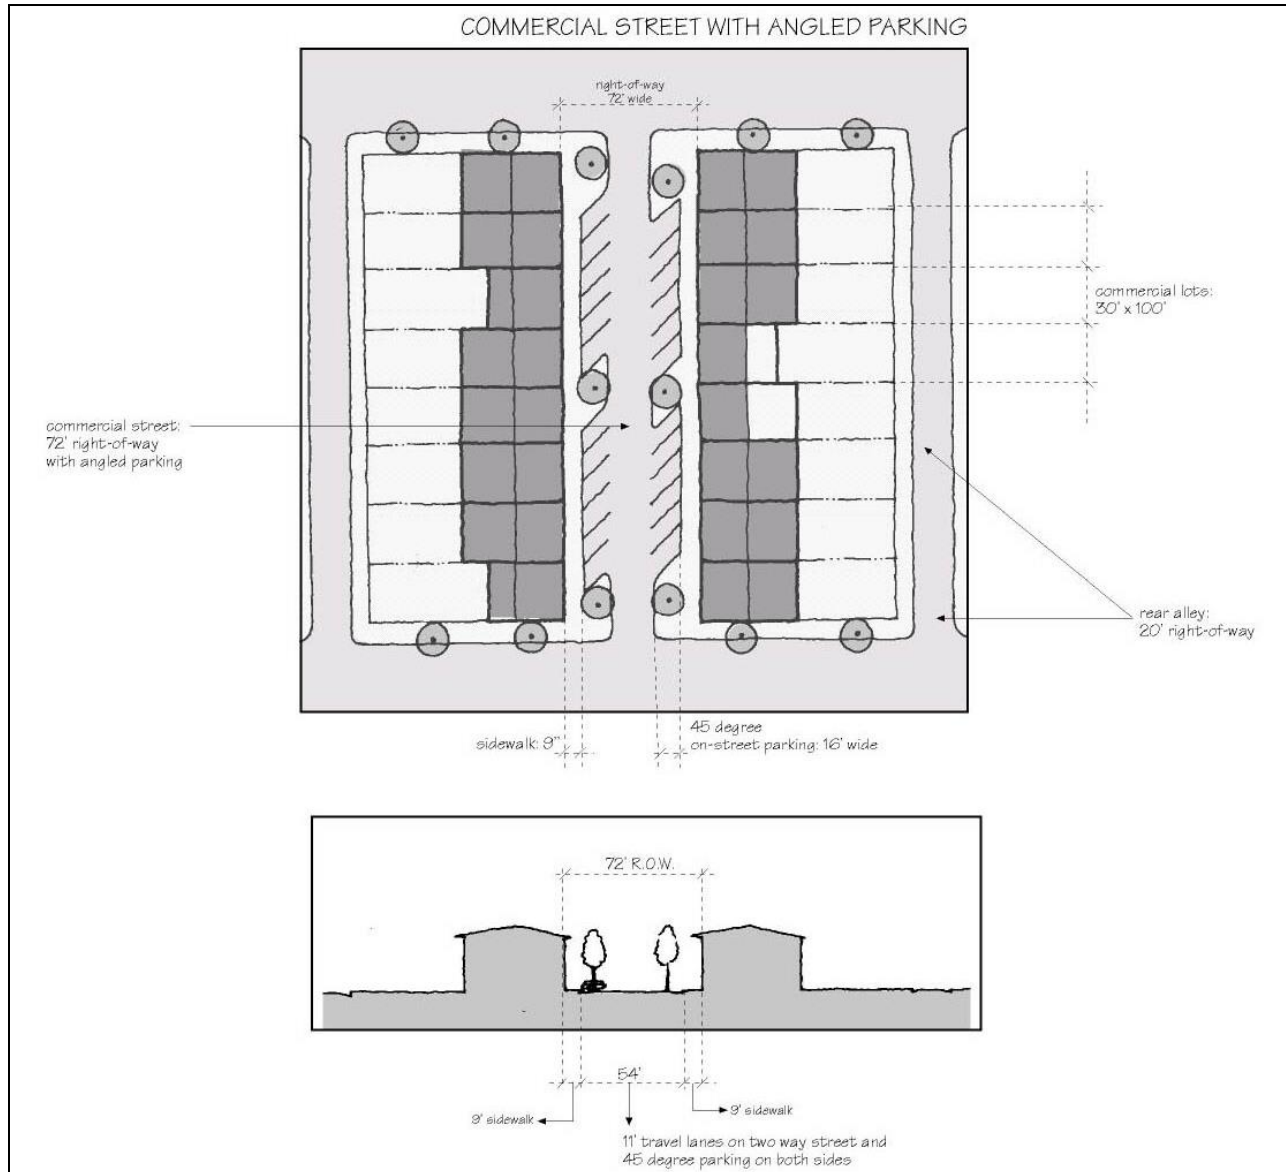 COMMERCIAL STREET WITH ANGLED PARKING
right-of-way
72' wide
commercial lots:
30' x 100'
commercial street:
72' right-of-way
with angled parking
rear alley:
20' right-of-way
sidewalk: 9"
45 degree
on-street parking: 16' wide
72' R.O.W.
54'
9' sidewalk
9' sidewalk
11' travel lanes on two way street and
45 degree parking on both sides